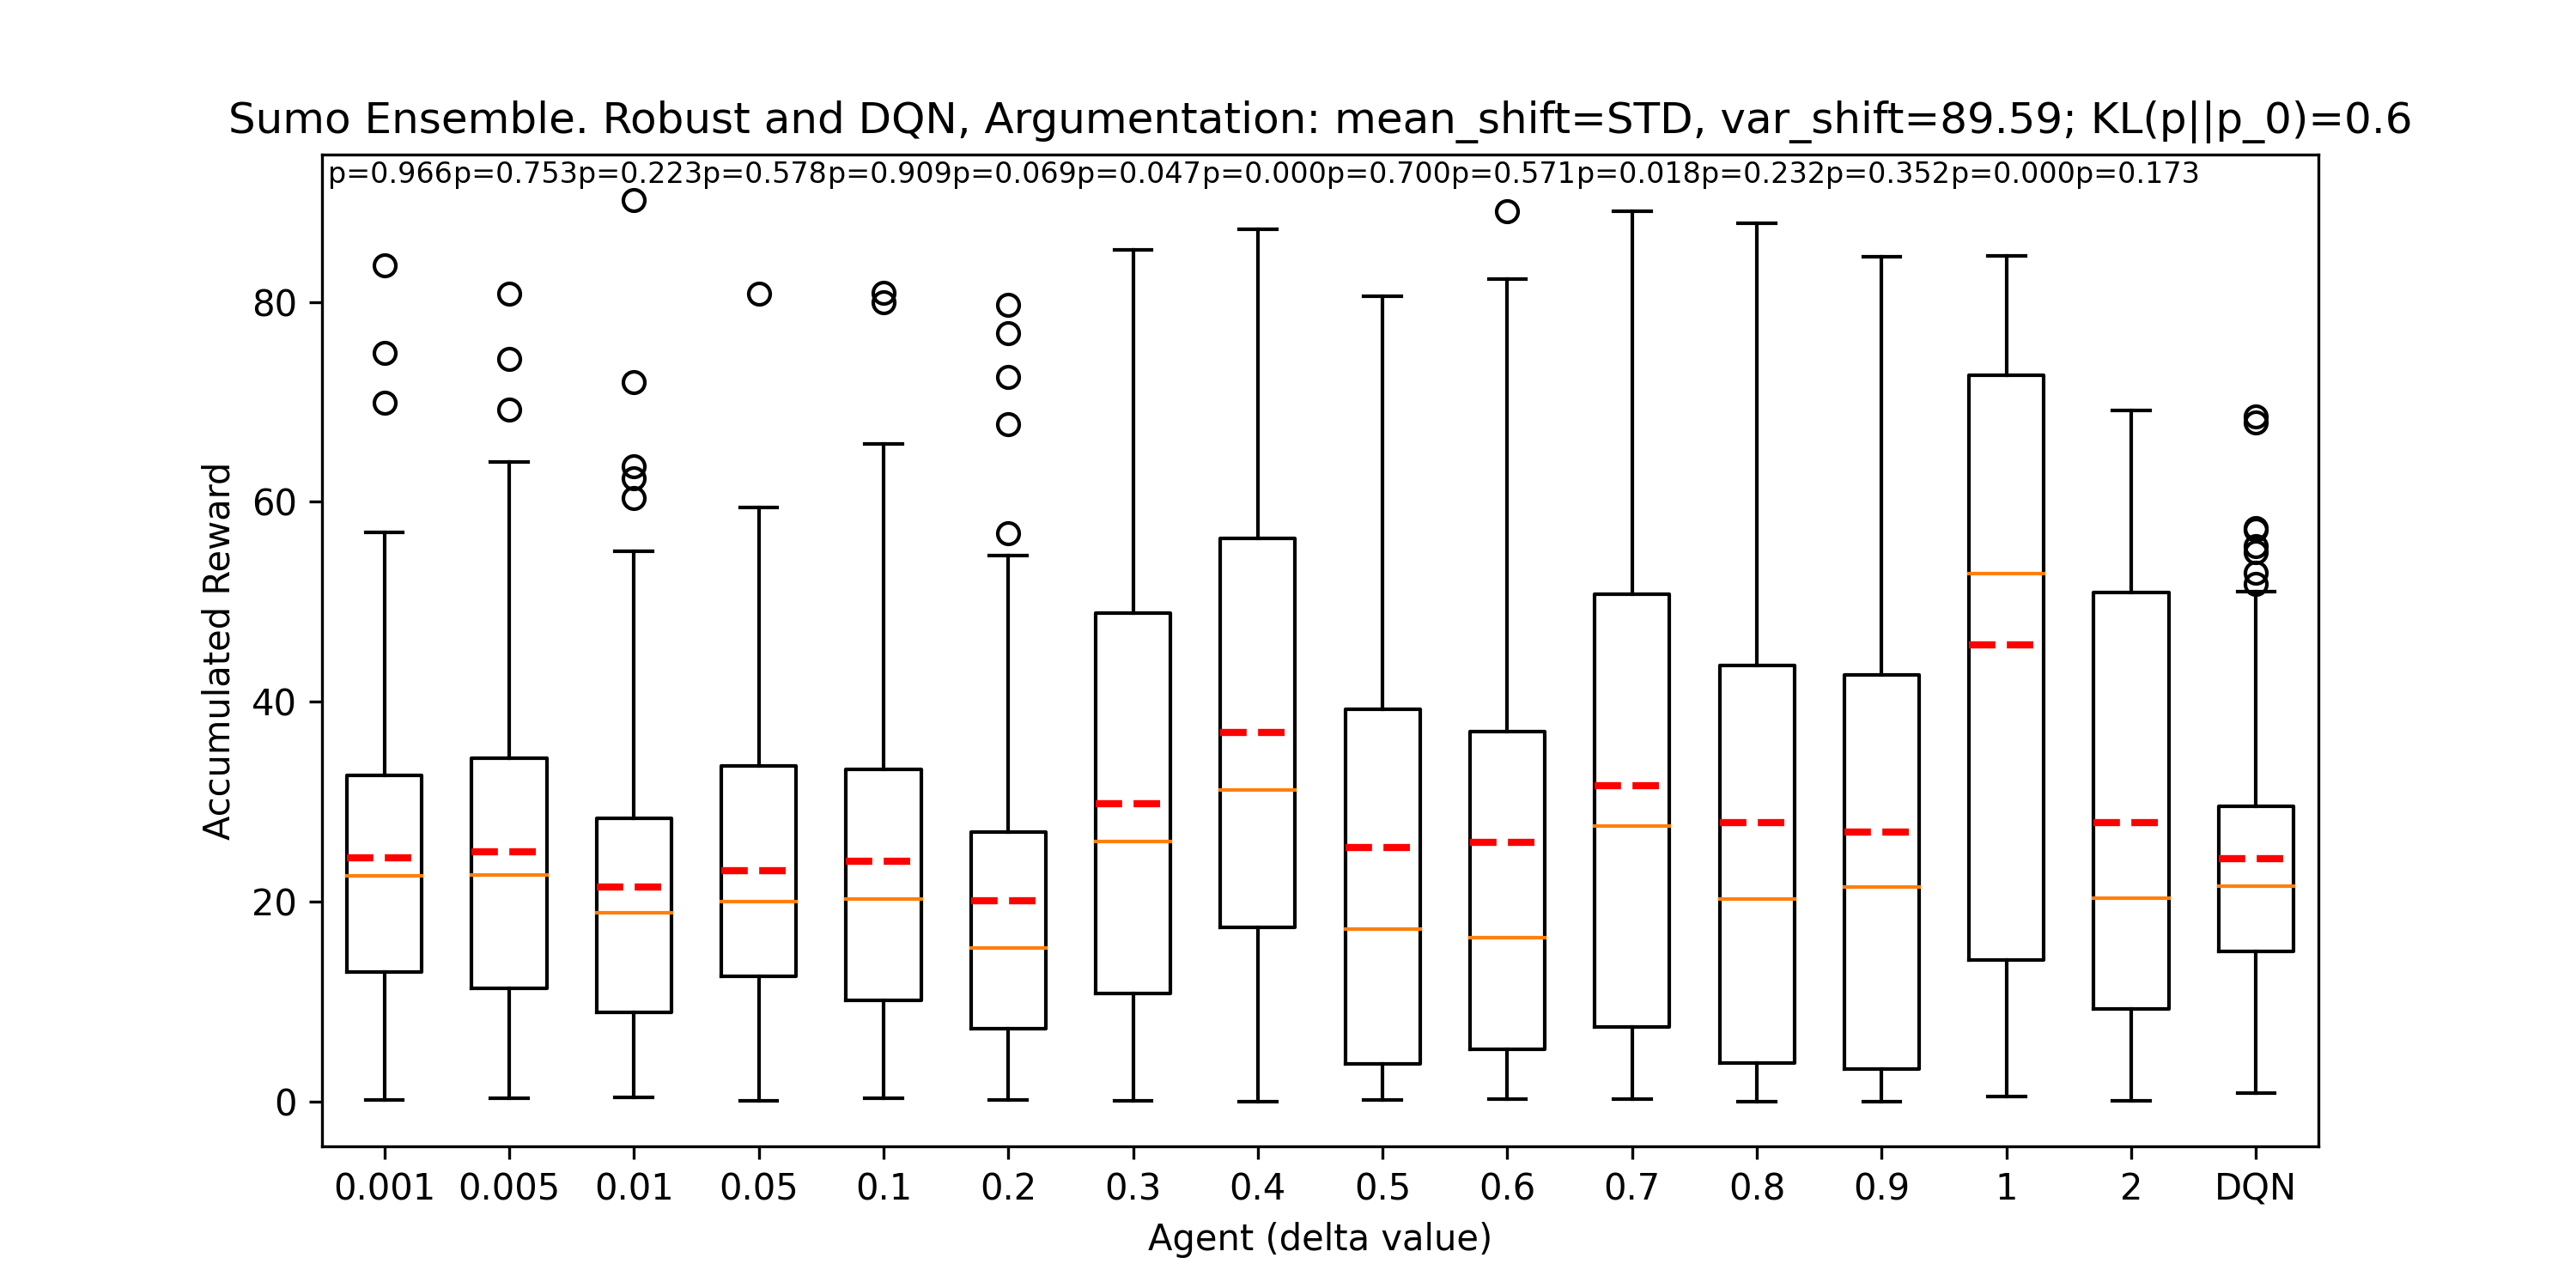 Sumo Ensemble. Robust and DQN, Argumentation: mean_shift=STD, var_shift=89.59; KL(p||p_0)=0.6
p=0.966p=0.753p=0.223p=0.578p=0.909p=0.069p=0.047p=0.000p=0.700p=0.571p=0.018p=0.232p=0.352p=0.000p=0.173
80
60
40
20
0
Accumulated Reward
0.001 0.005 0.01 0.05 0.1 0.2 0.3 0.4 0.5 0.6 0.7 0.8 0.9 1 2 DQN
Agent (delta value)